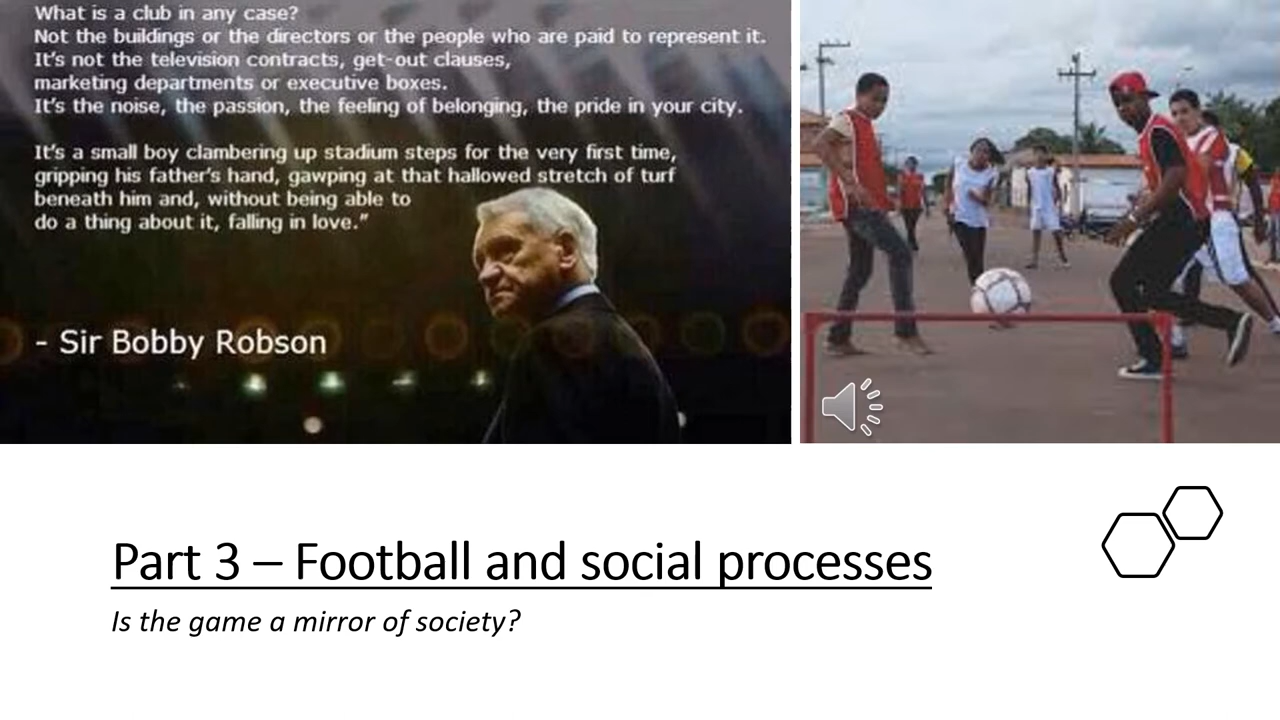 What is a club in any case?
Not the buildings or the directors or the people who are paid to represent it.
It's not the television contracts, get-out clauses,
marketing departments or executive boxes.
It's the noise, the passion, the feeling of belonging, the pride in your city.
It's a small boy clambering up stadium steps for the very first time,
gripping his father's hand, gawping at that hallowed stretch of turf
beneath him and, without being able to
do a thing about it, falling in love.”
- Sir Bobby Robson
Part 3 – Football and social processes
Is the game a mirror of society?